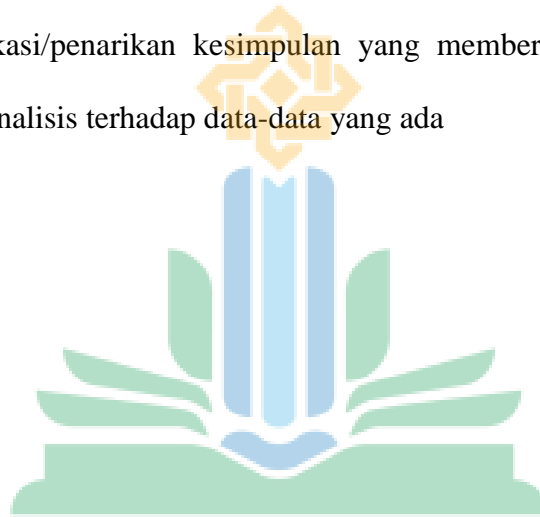 kasi/penarikan kesimpulan yang member
nalisis terhadap data-data yang ada